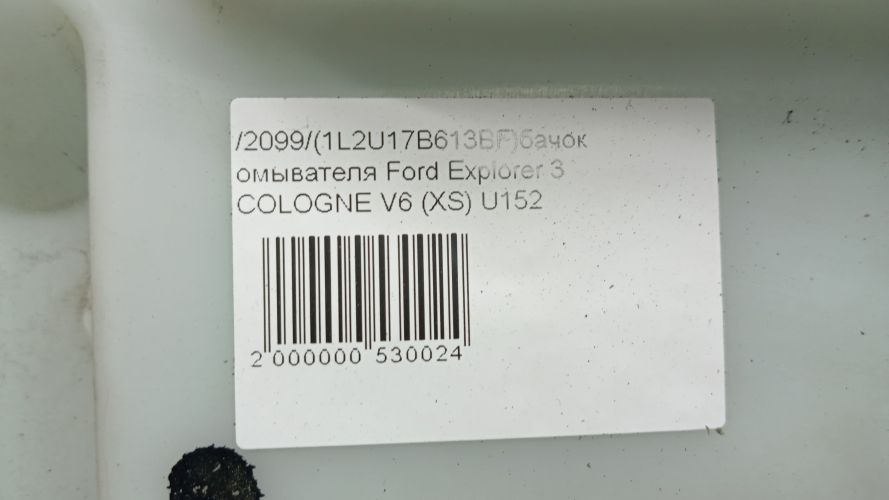 /2099/(1L2U17B613BF)бачок
омывателя Ford Explorer 3
COLOGNE V6 (XS) U152
2 000000 530024